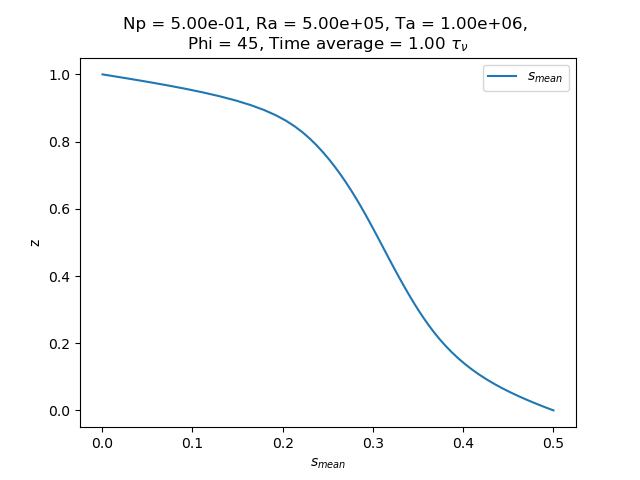 Np = 5.00e-01, Ra = 5.00e+05, Ta = 1.00e+06,
Phi = 45, Time average = 1.00 τν
1.0
0.8
0.6
0.4
0.2
0.0
z
s_mean
0.0 0.1 0.2 0.3 0.4 0.5
s_mean